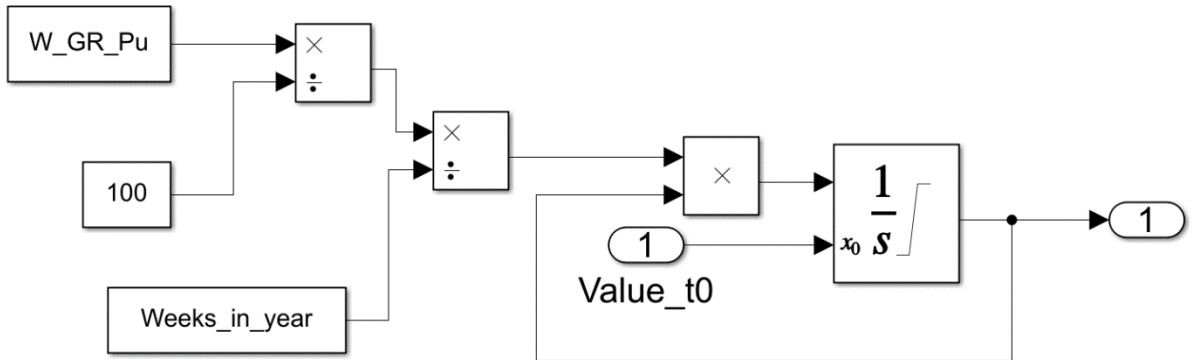 W_GR_Pu
×
÷
100
×
÷
Weeks_in_year
×
1
Value_t0
1
s
x0
1